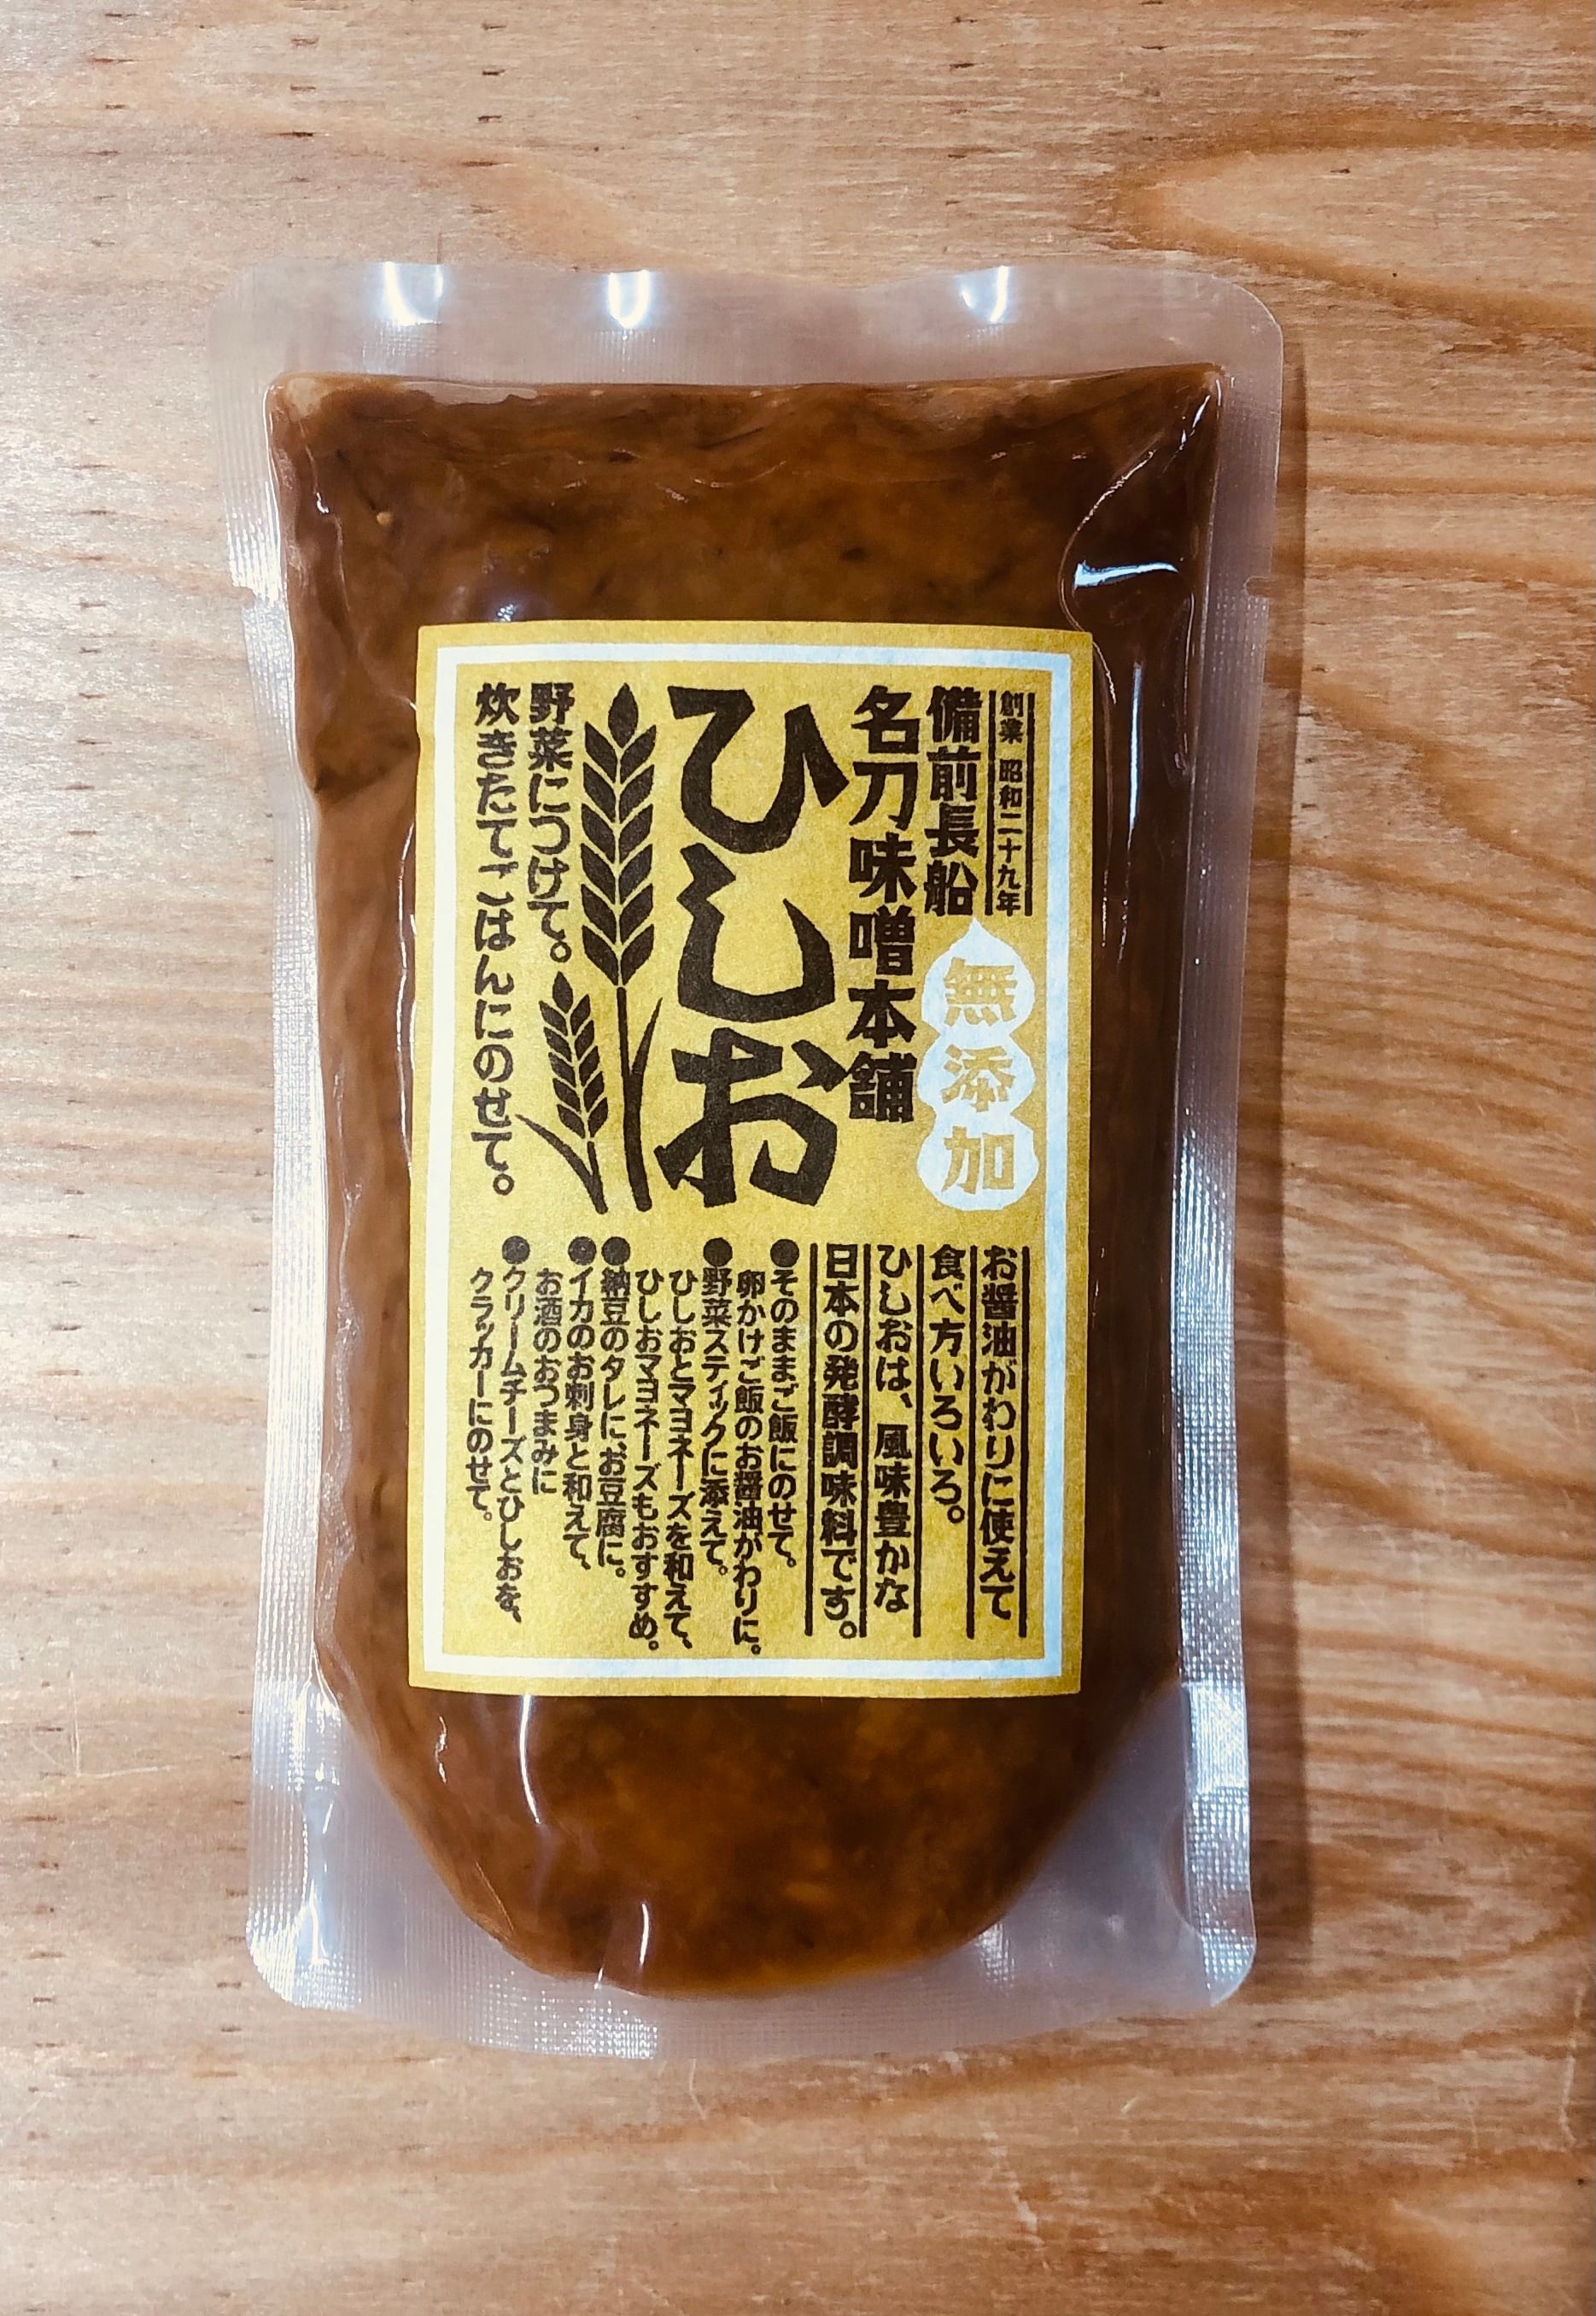 創業 昭和二十九年
備前長船
名刀味噌本舗
無添加
ひしお
野菜につけて。
炊きたてごはんにのせて。
お醤油がわりに使えて
食べ方いろいろ。
ひしおは、風味豊かな
日本の発酵調味料です。
●そのままご飯にのせて。
卵かけご飯のお醤油がわりに。
●野菜スティックに添えて。
ひしおとマヨネーズを和えて、
ひしおマヨネーズもおすすめ。
●納豆のタレに、お豆腐に。
●イカのお刺身と和えて、
お酒のおつまみに
●クリームチーズとひしおを、
クラッカーにのせて。